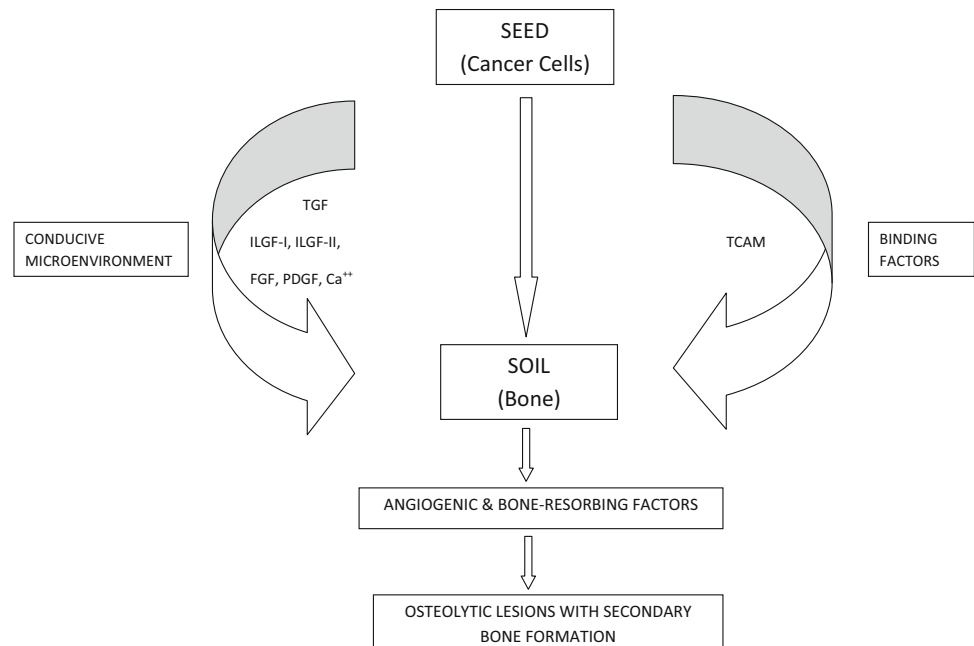 SEED
(Cancer Cells)
CONDUCIVE
MICROENVIRONMENT
TGF
ILGF-I, ILGF-II,
FGF, PDGF, Ca⁺⁺
TCAM
BINDING
FACTORS
SOIL
(Bone)
ANGIOGENIC & BONE-RESORBING FACTORS
OSTEOLYTIC LESIONS WITH SECONDARY
BONE FORMATION